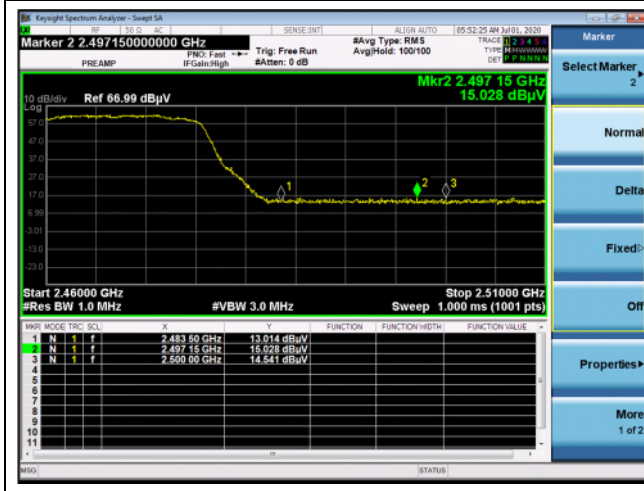 Keysight Spectrum Analyzer - Swept SA
RF 50 Ω AC SENSE:INT ALIGN AUTO 05:52:25 AM Jul 01, 2020
Marker 2 2.497150000000 GHz
PREAMP
PNO: Fast
IFGain:High
Trig: Free Run
#Atten: 0 dB
#Avg Type: RMS
Avg|Hold: 100/100
TRACE 1 2 3 4 5 6
TYPE M
DET P P N N N N
Mkr2 2.497 15 GHz
15.028 dBµV
10 dB/div Ref 66.99 dBµV
Log
57.0
47.0
37.0
27.0
17.0
6.99
-3.01
-13.0
-23.0
1
2
3
Start 2.46000 GHz Stop 2.51000 GHz
#Res BW 1.0 MHz #VBW 3.0 MHz Sweep 1.000 ms (1001 pts)
MKR MODE TRC SCL X Y FUNCTION FUNCTION WIDTH FUNCTION VALUE
1 N 1 f 2.483 50 GHz 13.014 dBµV
2 N 1 f 2.497 15 GHz 15.028 dBµV
3 N 1 f 2.500 00 GHz 14.541 dBµV
4
5
6
7
8
9
10
11
MSG STATUS
Marker
Select Marker
2
Normal
Delta
Fixed
Off
Properties
More
1 of 2